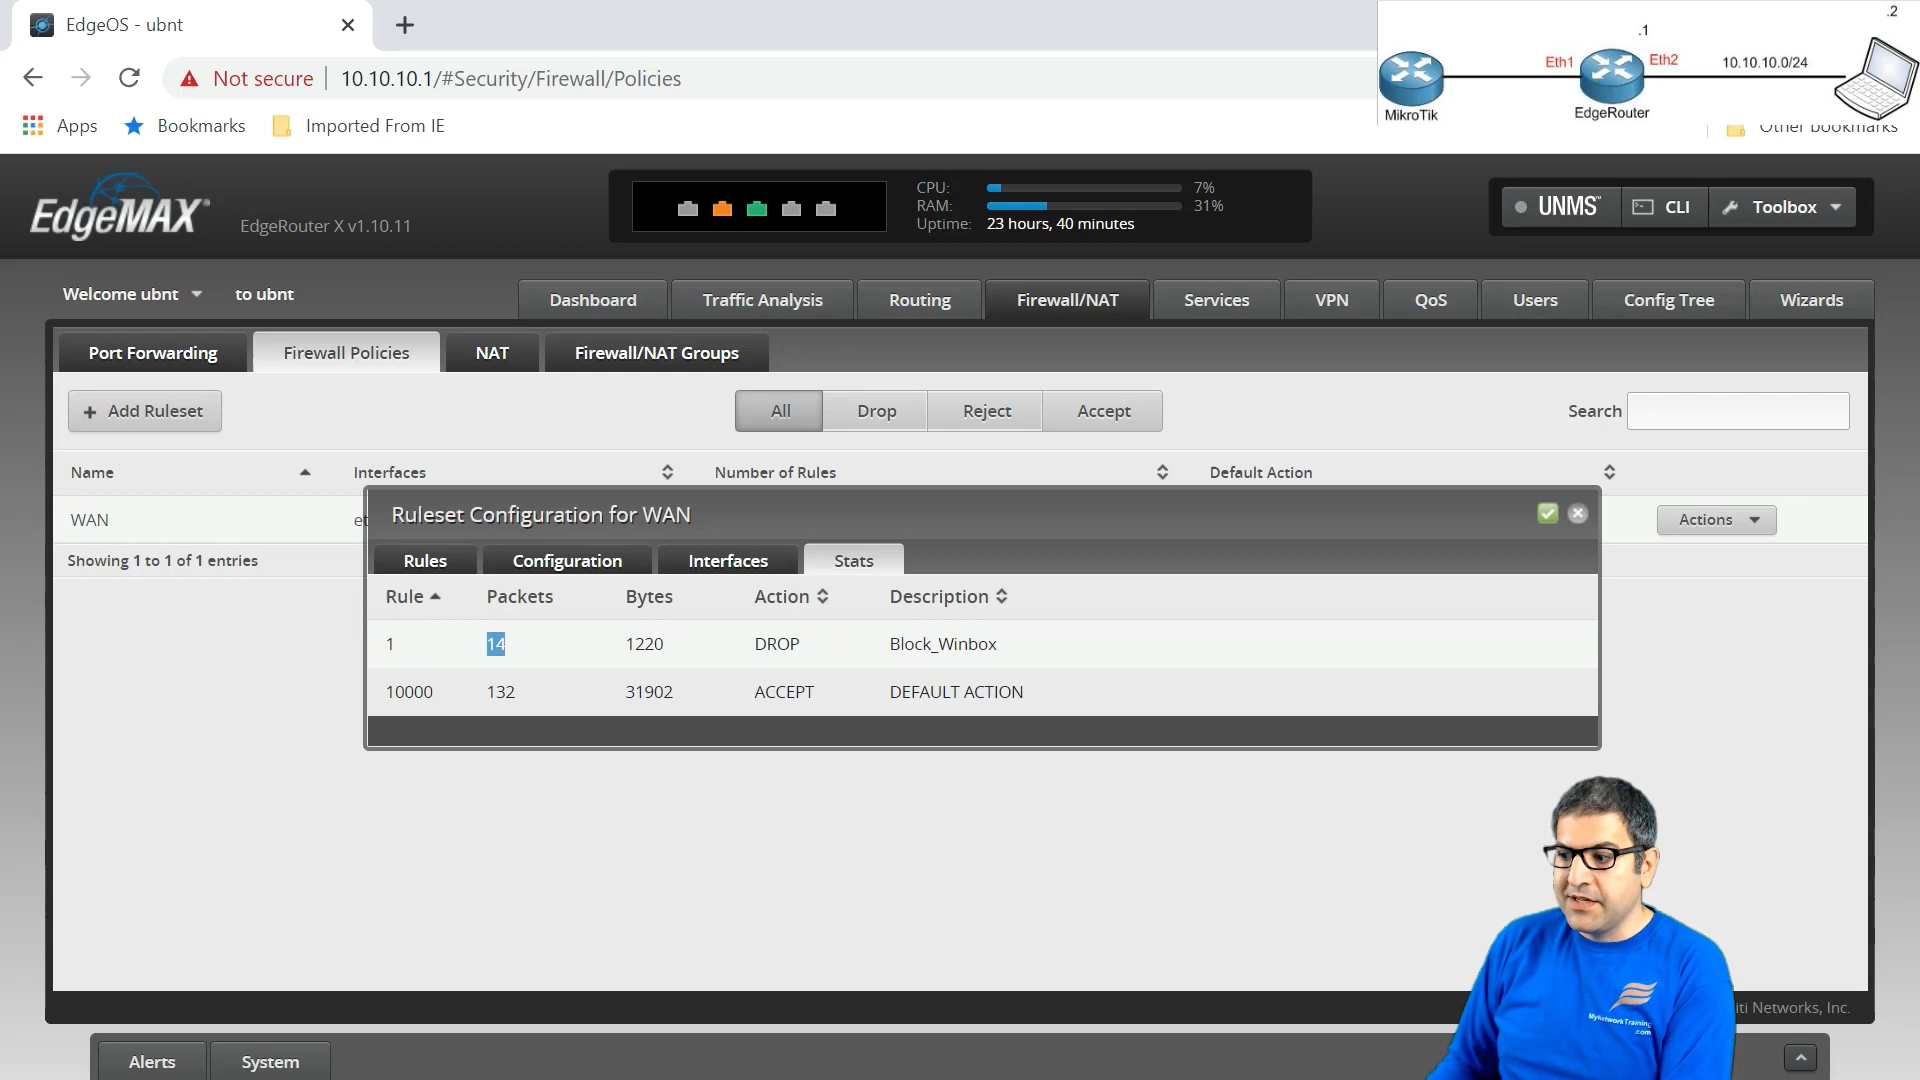 EdgeOS - ubnt
.2
.1
Not secure
10.10.10.1/#Security/Firewall/Policies
Eth1
Eth2
10.10.10.0/24
MikroTik
EdgeRouter
Apps
Bookmarks
Imported From IE
Other bookmarks
EdgeMAX®
EdgeRouter X v1.10.11
CPU: 7%
RAM: 31%
Uptime: 23 hours, 40 minutes
UNMS™
CLI
Toolbox
Welcome ubnt
to ubnt
Dashboard
Traffic Analysis
Routing
Firewall/NAT
Services
VPN
QoS
Users
Config Tree
Wizards
Port Forwarding
Firewall Policies
NAT
Firewall/NAT Groups
+ Add Ruleset
All
Drop
Reject
Accept
Search
Name Interfaces Number of Rules Default Action
WAN et
Actions
Showing 1 to 1 of 1 entries
Ruleset Configuration for WAN
Rules
Configuration
Interfaces
Stats
Rule Packets Bytes Action Description
1 14 1220 DROP Block_Winbox
10000 132 31902 ACCEPT DEFAULT ACTION
MyNetworkTraining
.com
iti Networks, Inc.
Alerts
System